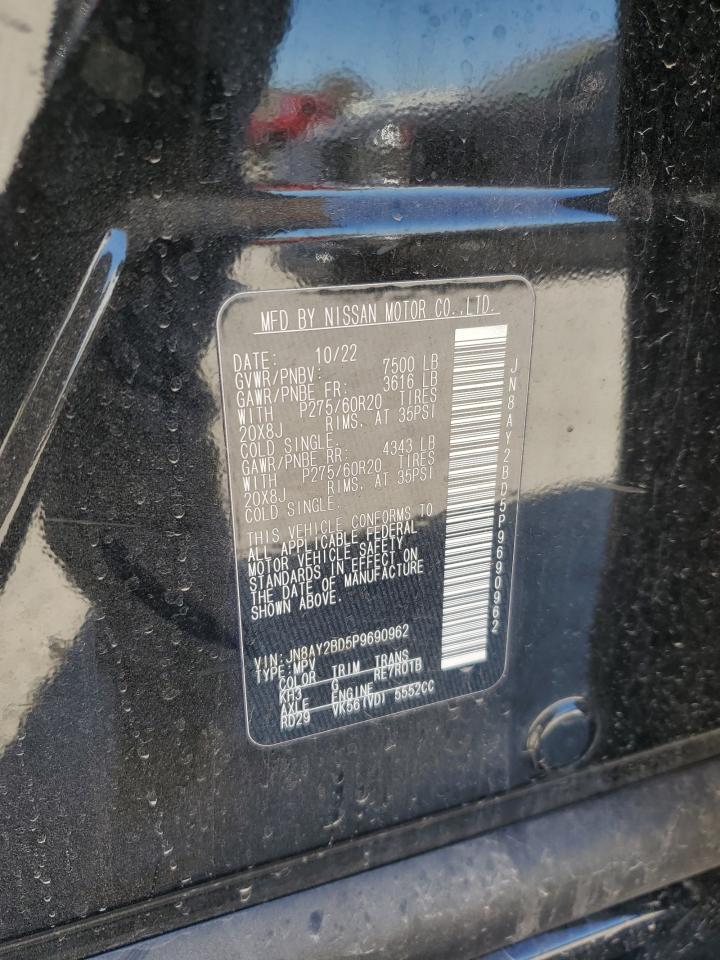 MFD BY NISSAN MOTOR CO.,LTD.
DATE: 10/22
GVWR/PNBV: 7500 LB
GAWR/PNBE FR: 3616 LB
WITH P275/60R20 TIRES
20X8J RIMS, AT 35PSI
COLD SINGLE.
GAWR/PNBE RR: 4343 LB
WITH P275/60R20 TIRES
20X8J RIMS, AT 35PSI
COLD SINGLE.
THIS VEHICLE CONFORMS TO
ALL APPLICABLE FEDERAL
MOTOR VEHICLE SAFETY
STANDARDS IN EFFECT ON
THE DATE OF MANUFACTURE
SHOWN ABOVE.
VIN:JN8AY2BD5P9690962
TYPE:MPV
COLOR TRIM TRANS
KH3 G RE7R01B
AXLE ENGINE
RD29 VK56(VD) 5552CC
JN8AY2BD5P9690962